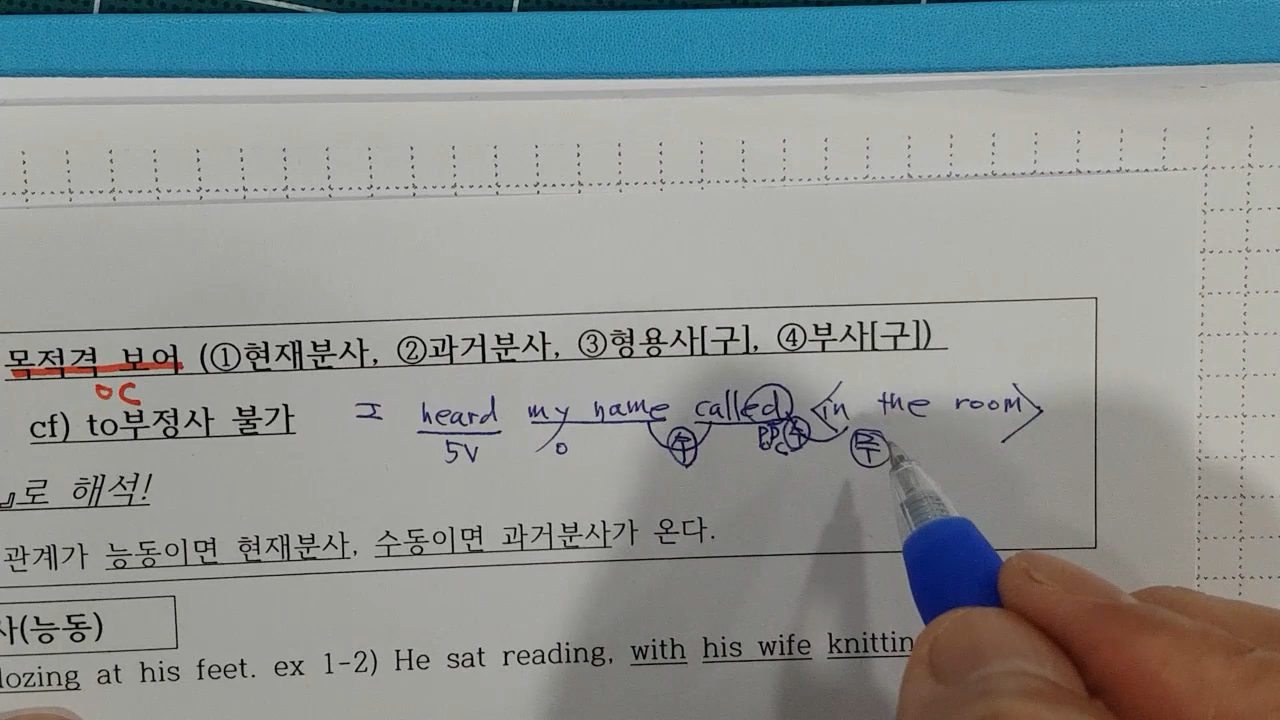 목적격 보어 (①현재분사, ②과거분사, ③형용사[구], ④부사[구])
OC
cf) to부정사 불가
I heard my name called <in the room>
5V O 수 P.P
』로 해석!
관계가 능동이면 현재분사, 수동이면 과거분사가 온다.
사(능동)
dozing at his feet. ex 1-2) He sat reading, with his wife knittin